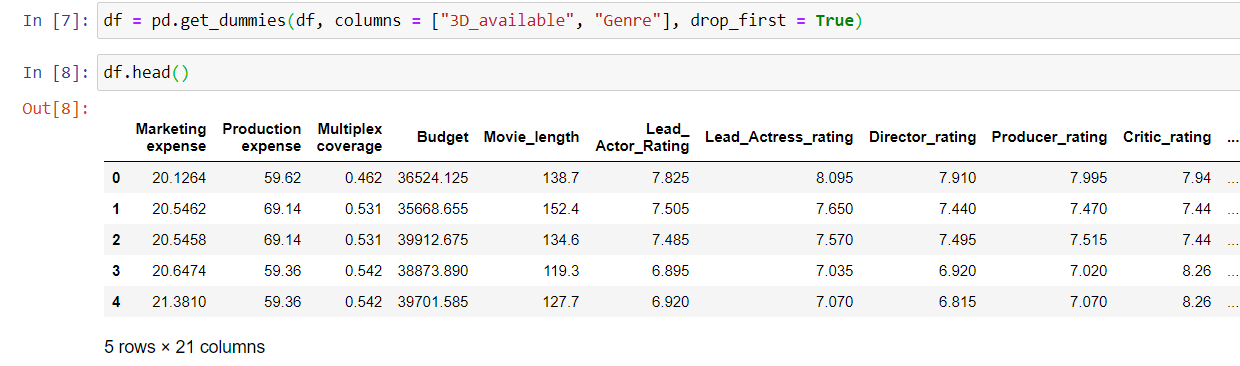 In [7]: df = pd.get_dummies(df, columns = ["3D_available", "Genre"], drop_first = True)
In [8]: df.head()
Out[8]:
Marketing expense Production expense Multiplex coverage Budget Movie_length Lead_ Actor_Rating Lead_Actress_rating Director_rating Producer_rating Critic_rating ...
0 20.1264 59.62 0.462 36524.125 138.7 7.825 8.095 7.910 7.995 7.94 ...
1 20.5462 69.14 0.531 35668.655 152.4 7.505 7.650 7.440 7.470 7.44 ...
2 20.5458 69.14 0.531 39912.675 134.6 7.485 7.570 7.495 7.515 7.44 ...
3 20.6474 59.36 0.542 38873.890 119.3 6.895 7.035 6.920 7.020 8.26 ...
4 21.3810 59.36 0.542 39701.585 127.7 6.920 7.070 6.815 7.070 8.26 ...
5 rows × 21 columns